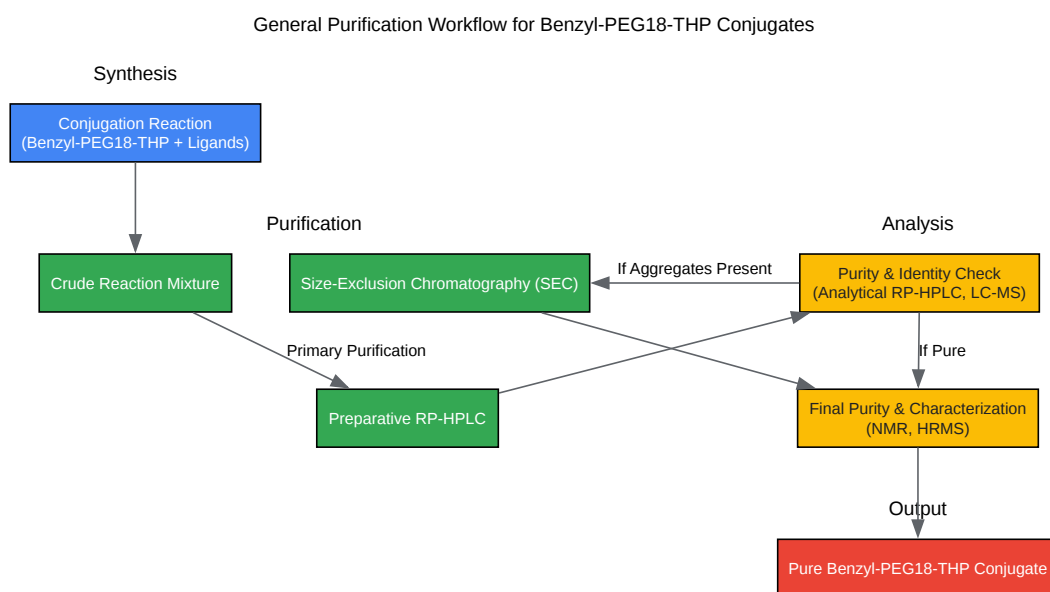 General Purification Workflow for Benzyl-PEG18-THP Conjugates
Synthesis
Conjugation Reaction
(Benzyl-PEG18-THP + Ligands)
Purification
Analysis
Crude Reaction Mixture
Size-Exclusion Chromatography (SEC)
If Aggregates Present
Purity & Identity Check
(Analytical RP-HPLC, LC-MS)
Primary Purification
If Pure
Preparative RP-HPLC
Final Purity & Characterization
(NMR, HRMS)
Output
Pure Benzyl-PEG18-THP Conjugate